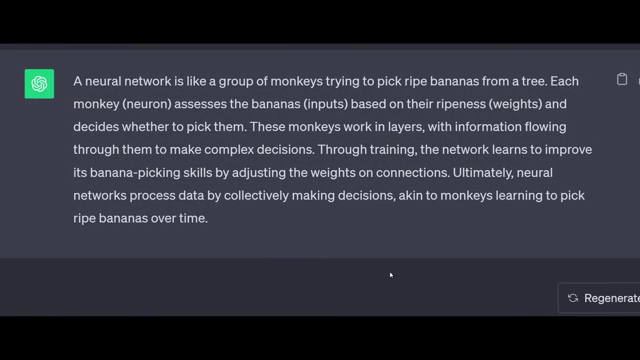 A neural network is like a group of monkeys trying to pick ripe bananas from a tree. Each
monkey (neuron) assesses the bananas (inputs) based on their ripeness (weights) and
decides whether to pick them. These monkeys work in layers, with information flowing
through them to make complex decisions. Through training, the network learns to improve
its banana-picking skills by adjusting the weights on connections. Ultimately, neural
networks process data by collectively making decisions, akin to monkeys learning to pick
ripe bananas over time.
Regenerate